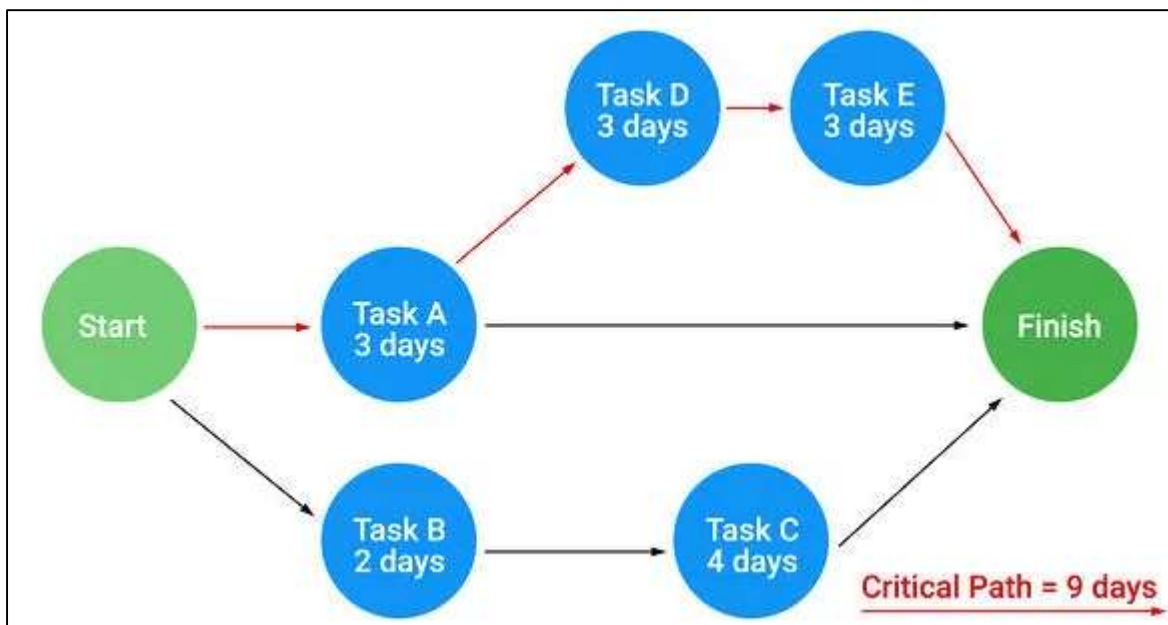 Task D
3 days
Task E
3 days
Start
Task A
3 days
Finish
Task B
2 days
Task C
4 days
Critical Path = 9 days